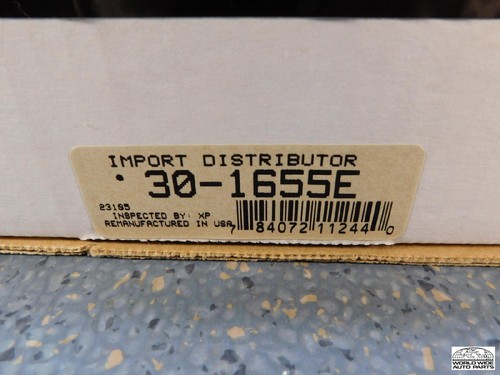 IMPORT DISTRIBUTOR
30-1655E
23165
INSPECTED BY: XP
REMANUFACTURED IN USA
7 84072 11244 0
WORLD WIDE
AUTO PARTS